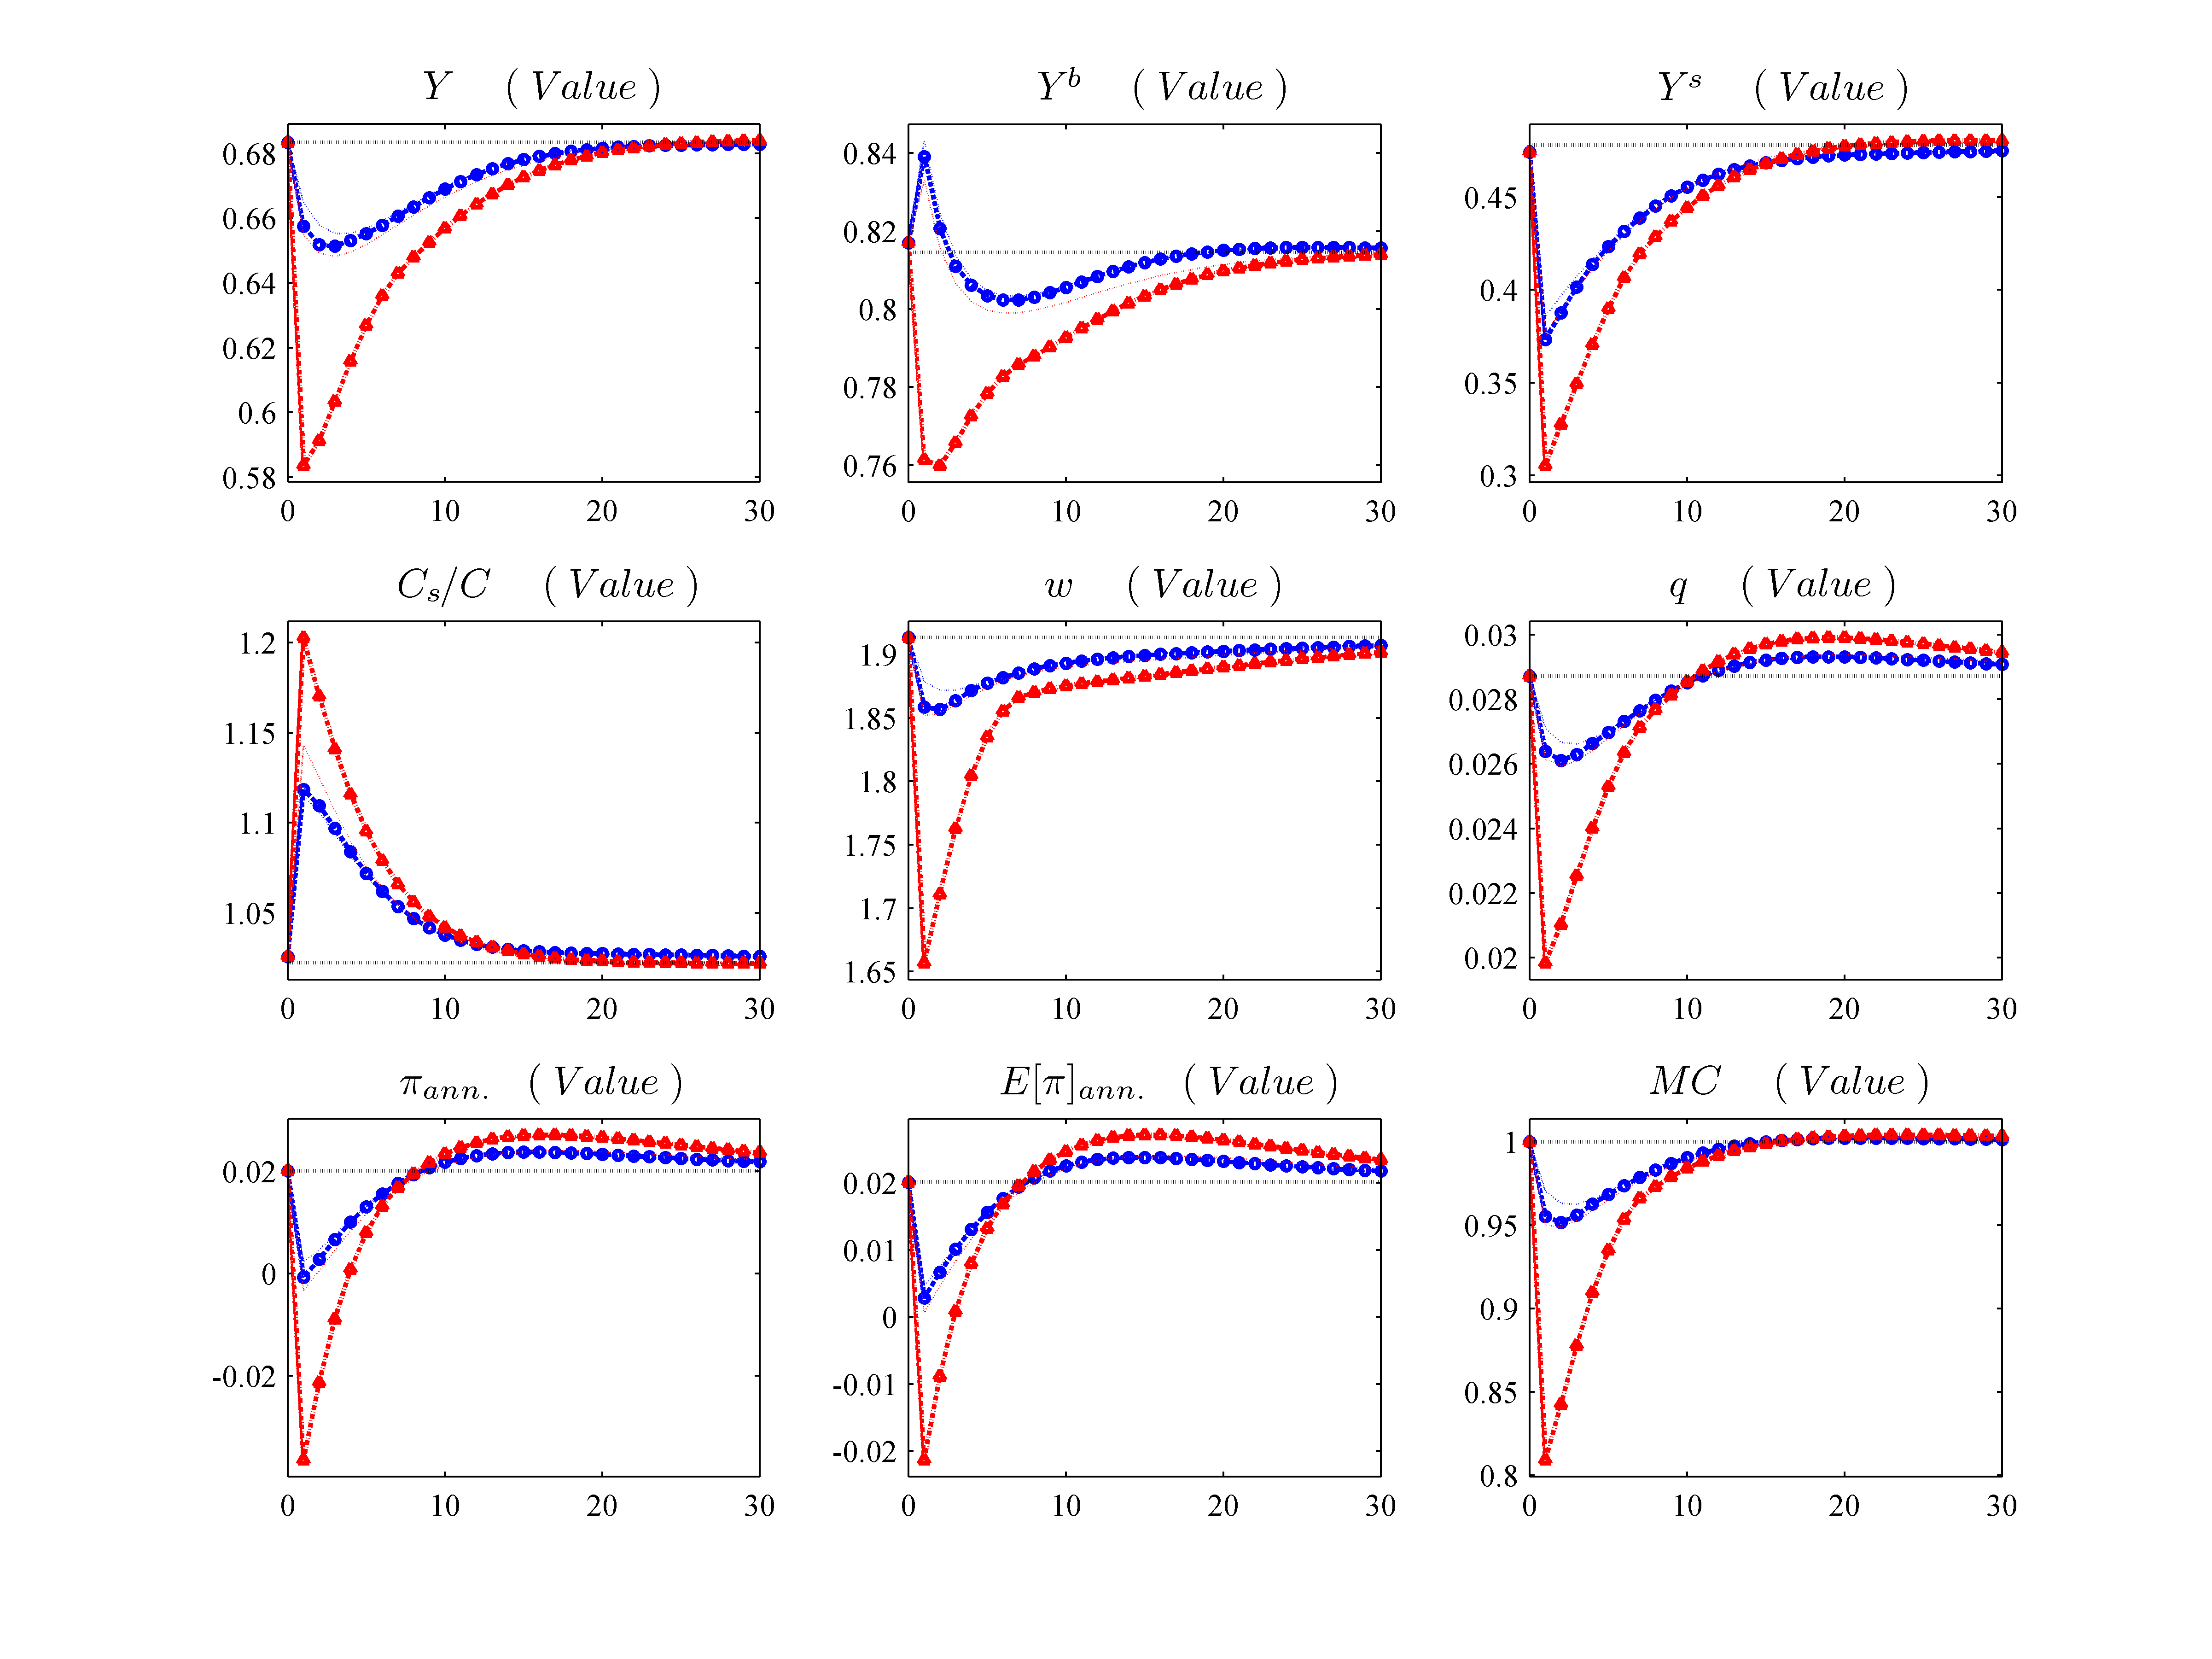 Y ( Value )
0.68
0.66
0.64
0.62
0.6
0.58
0 10 20 30
Y^b ( Value )
0.84
0.82
0.8
0.78
0.76
0 10 20 30
Y^s ( Value )
0.45
0.4
0.35
0.3
0 10 20 30
C_s/C ( Value )
1.2
1.15
1.1
1.05
0 10 20 30
w ( Value )
1.9
1.85
1.8
1.75
1.7
1.65
0 10 20 30
q ( Value )
0.03
0.028
0.026
0.024
0.022
0.02
0 10 20 30
π_ann. ( Value )
0.02
0
-0.02
0 10 20 30
E[π]_ann. ( Value )
0.02
0.01
0
-0.01
-0.02
0 10 20 30
MC ( Value )
1
0.95
0.9
0.85
0.8
0 10 20 30